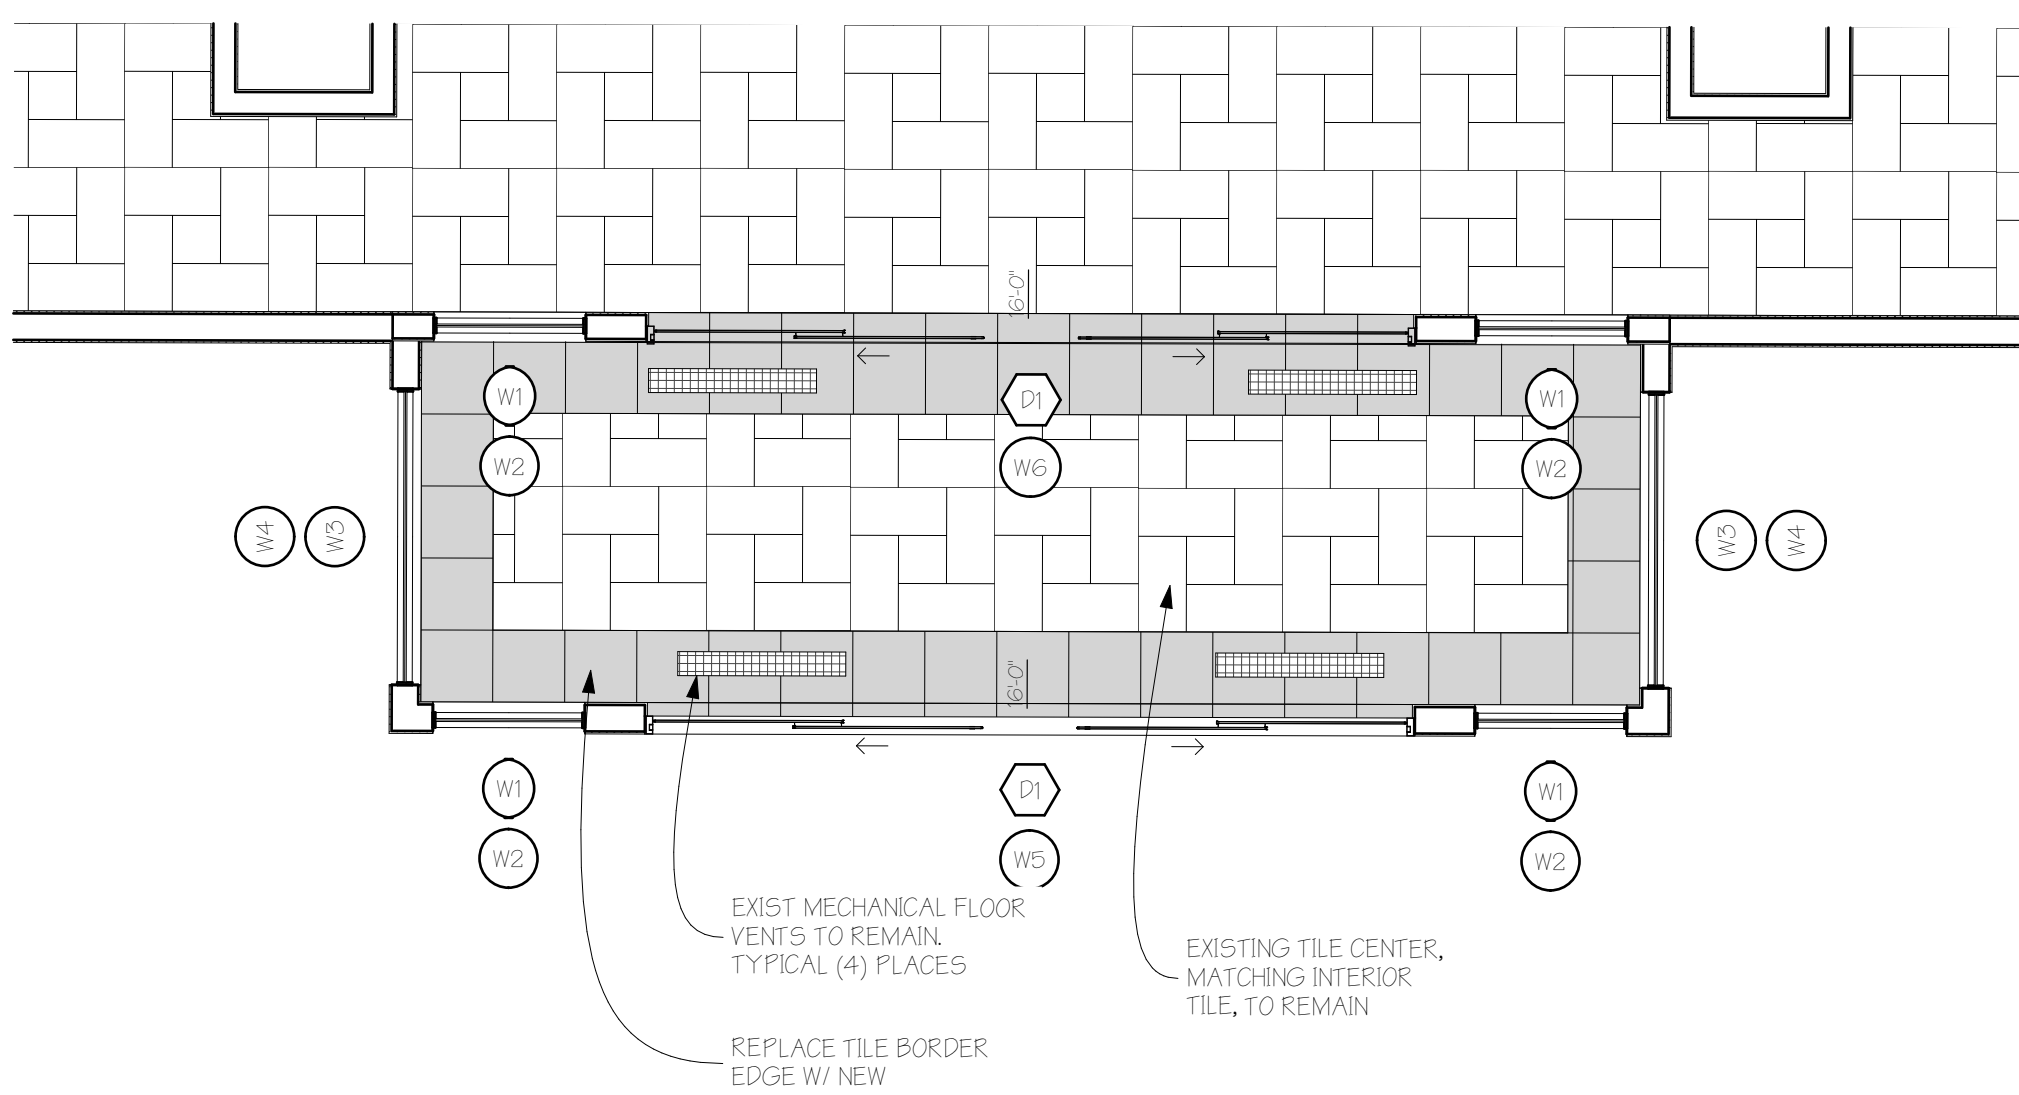 16'-0"
W1
D1
W1
W2
W6
W2
W4
W3
W3
W4
16'-0"
W1
D1
W1
W2
W5
W2
EXIST MECHANICAL FLOOR
VENTS TO REMAIN.
TYPICAL (4) PLACES
EXISTING TILE CENTER,
MATCHING INTERIOR
TILE, TO REMAIN
REPLACE TILE BORDER
EDGE W/ NEW